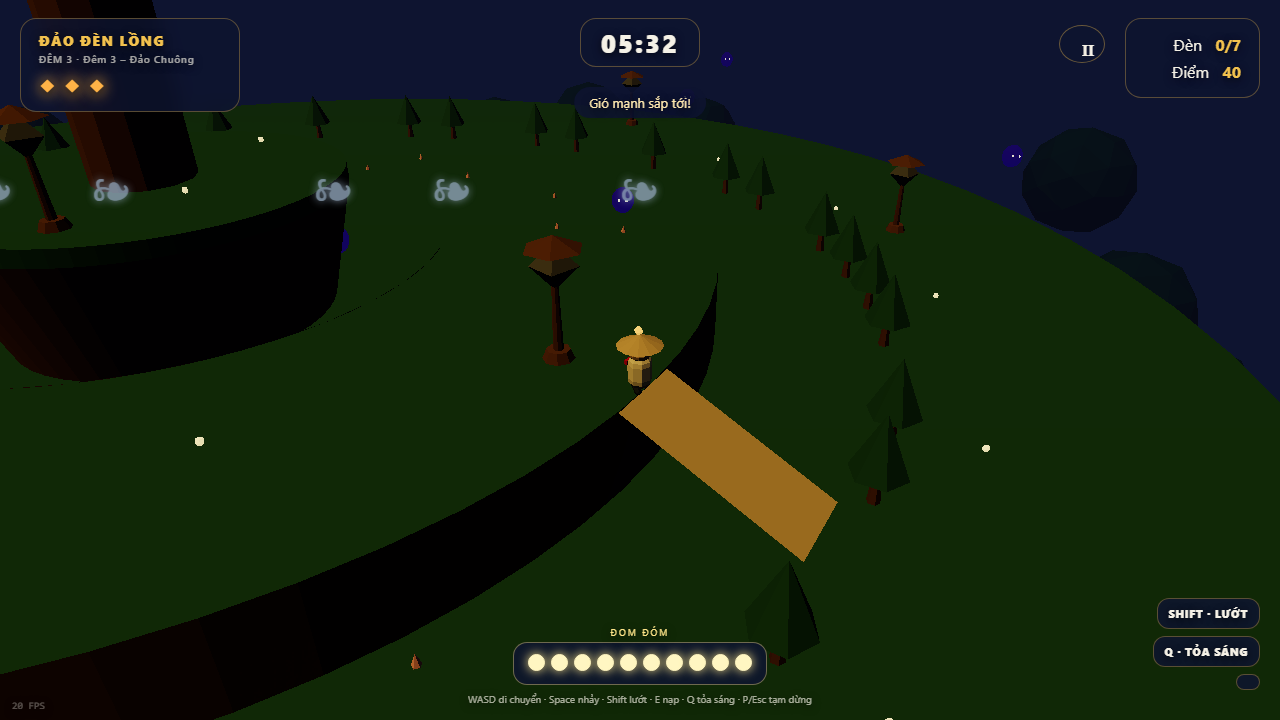 ĐẢO ĐÈN LỒNG
ĐÊM 3 · Đêm 3 – Đảo Chuông
05:32
Gió mạnh sắp tới!
II
Đèn 0/7
Điểm 40
SHIFT · LƯỚT
Q · TỎA SÁNG
ĐOM ĐÓM
WASD di chuyển · Space nhảy · Shift lướt · E nạp · Q tỏa sáng · P/Esc tạm dừng
20 FPS